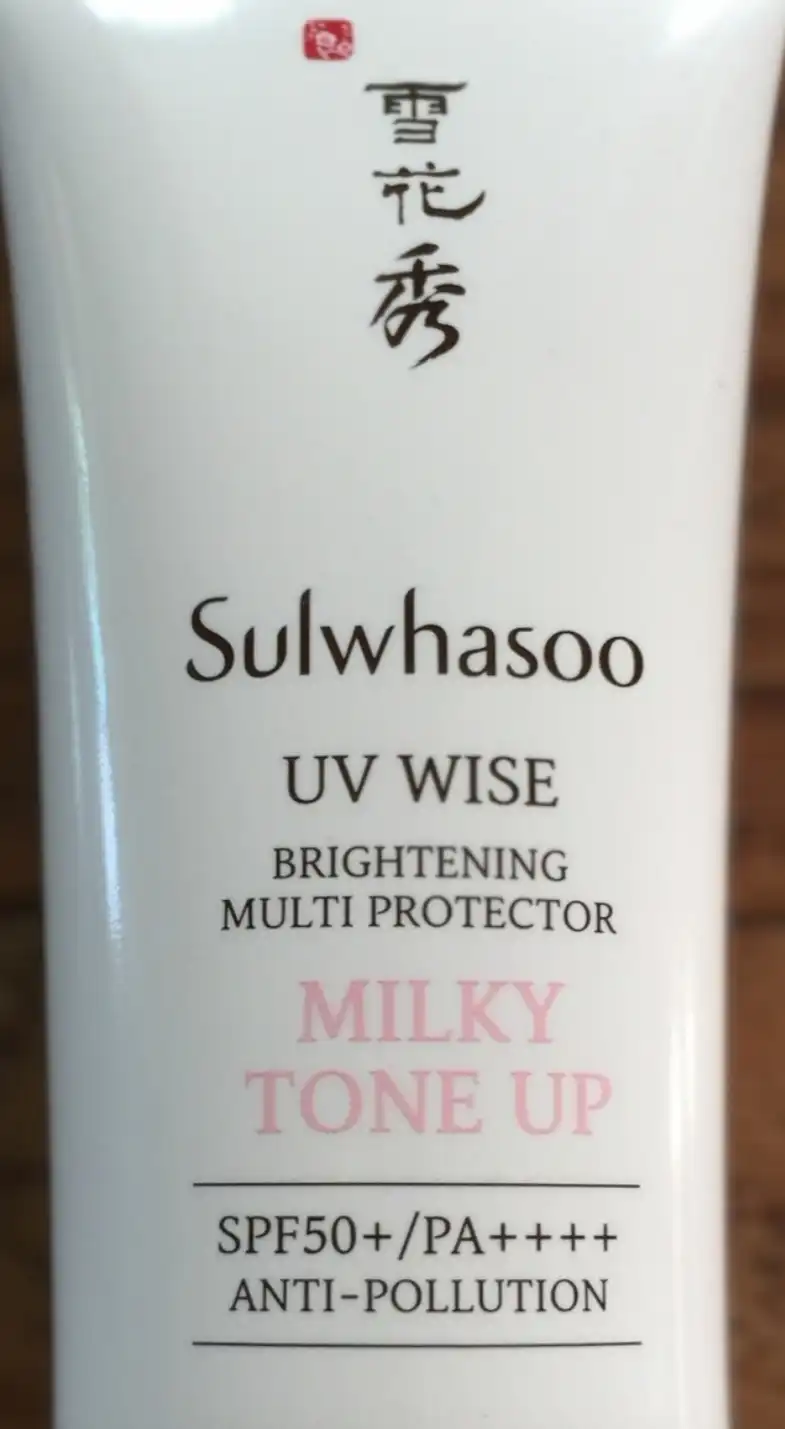 雪花秀
Sulwhasoo
UV WISE
BRIGHTENING
MULTI PROTECTOR
MILKY
TONE UP
SPF50+/PA++++
ANTI-POLLUTION